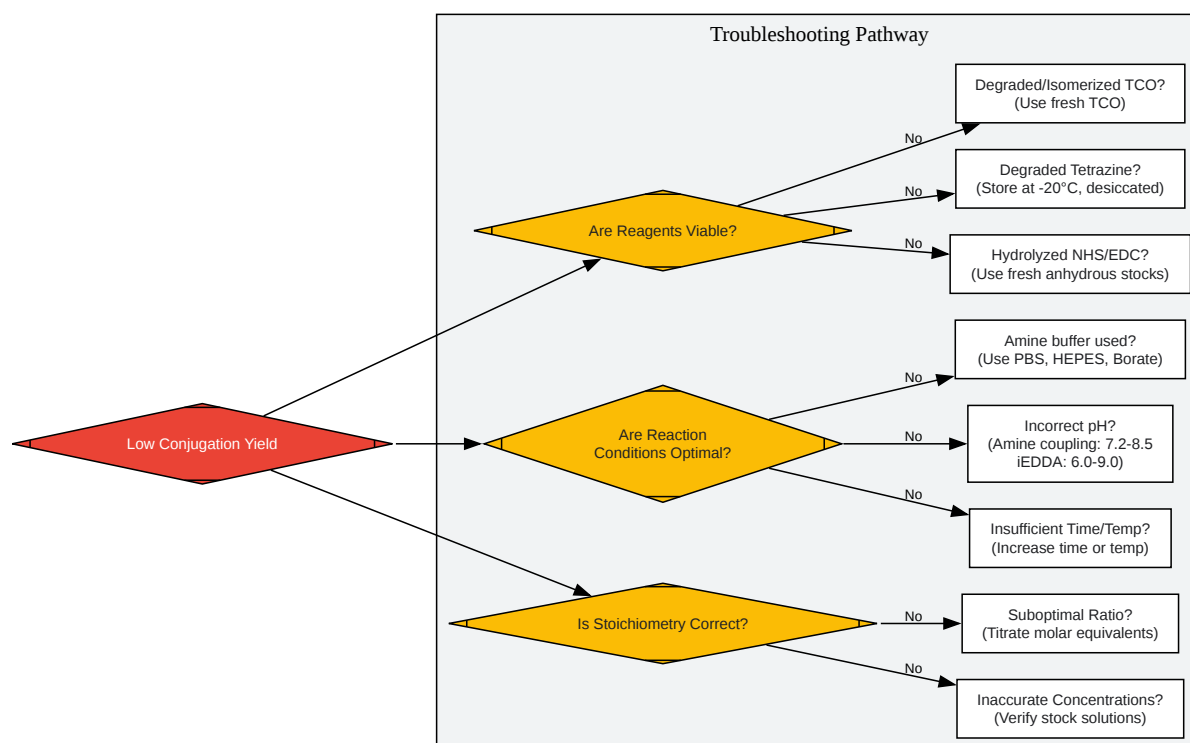 Troubleshooting Pathway
Degraded/Isomerized TCO?
(Use fresh TCO)
No
Degraded Tetrazine?
(Store at -20°C, desiccated)
No
Are Reagents Viable?
No
Hydrolyzed NHS/EDC?
(Use fresh anhydrous stocks)
Amine buffer used?
(Use PBS, HEPES, Borate)
No
Low Conjugation Yield
Are Reaction
Conditions Optimal?
No
Incorrect pH?
(Amine coupling: 7.2-8.5
iEDDA: 6.0-9.0)
No
Insufficient Time/Temp?
(Increase time or temp)
Is Stoichiometry Correct?
No
Suboptimal Ratio?
(Titrate molar equivalents)
No
Inaccurate Concentrations?
(Verify stock solutions)